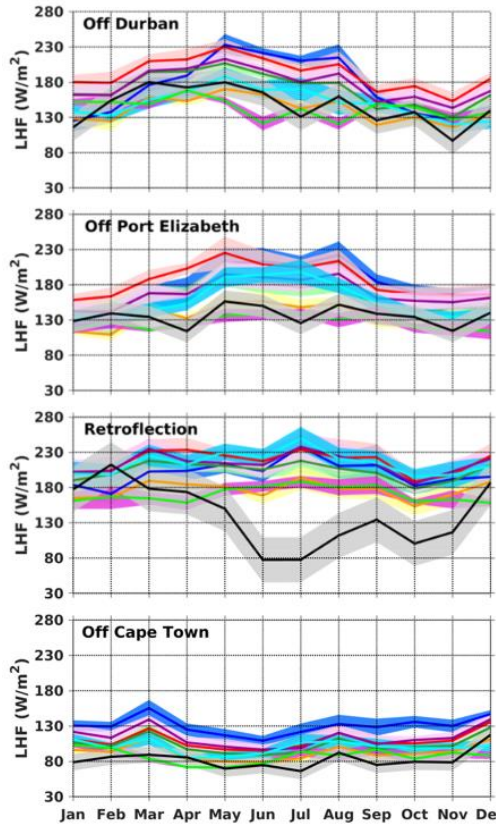 Off Durban
LHF (W/m²)
280
230
180
130
80
30
Off Port Elizabeth
LHF (W/m²)
280
230
180
130
80
30
Retroflection
LHF (W/m²)
280
230
180
130
80
30
Off Cape Town
LHF (W/m²)
280
230
180
130
80
30
Jan Feb Mar Apr May Jun Jul Aug Sep Oct Nov De